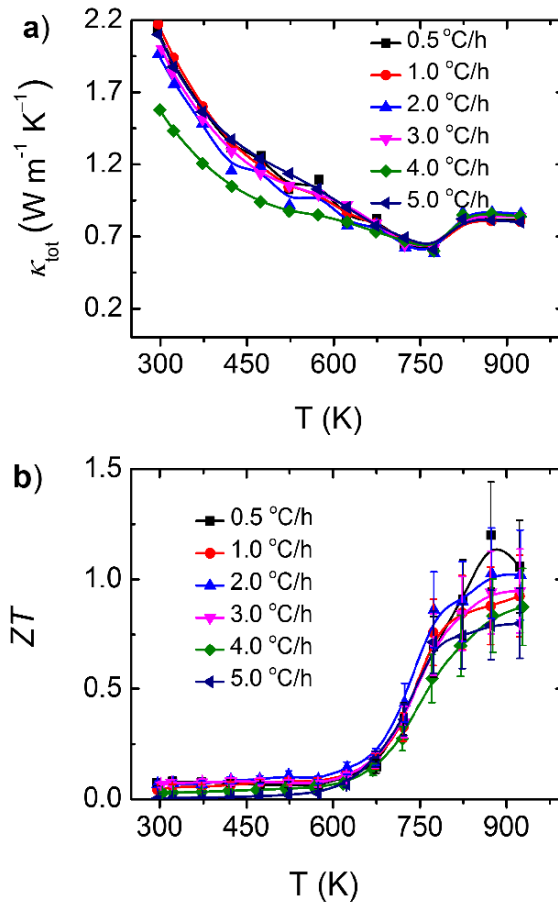 a)
2.2
1.7
1.2
0.7
0.2
κtot (W m⁻¹ K⁻¹)
0.5 °C/h
1.0 °C/h
2.0 °C/h
3.0 °C/h
4.0 °C/h
5.0 °C/h
300 450 600 750 900
T (K)
b)
1.5
1.0
0.5
0.0
ZT
0.5 °C/h
1.0 °C/h
2.0 °C/h
3.0 °C/h
4.0 °C/h
5.0 °C/h
300 450 600 750 900
T (K)